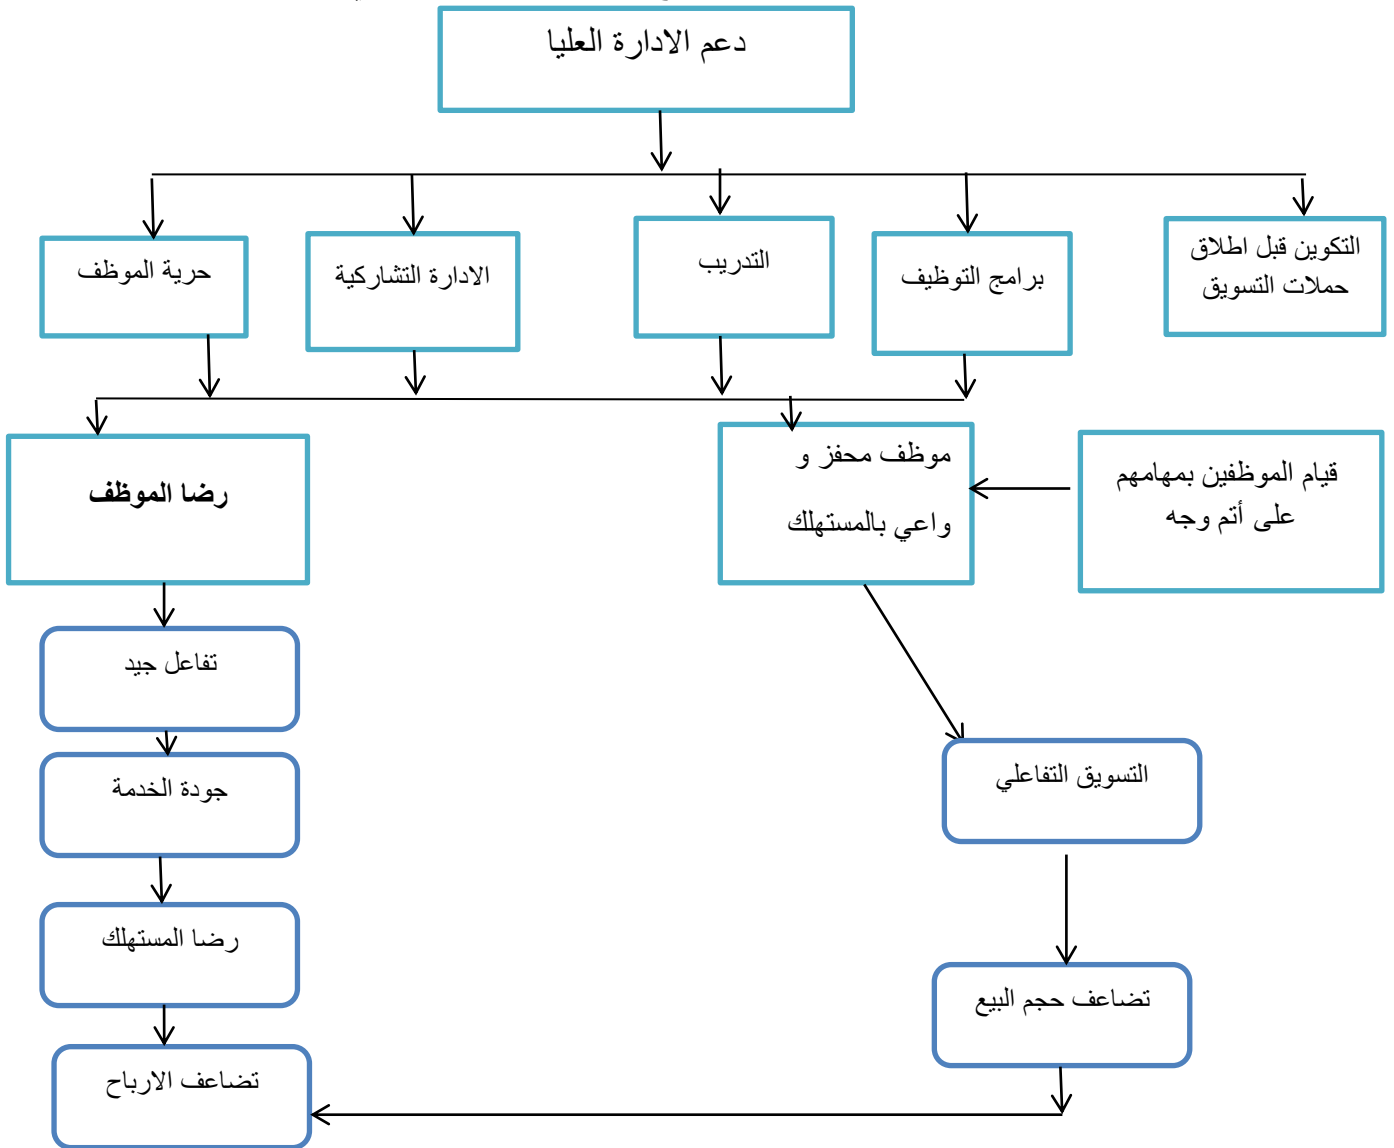 دعم الادارة العليا
التكوين قبل اطلاق
حملات التسويق
برامج التوظيف
التدريب
الادارة التشاركية
حرية الموظف
قيام الموظفين بمهامهم
على أتم وجه
موظف محفز و
واعي بالمستهلك
رضا الموظف
تفاعل جيد
التسويق التفاعلي
جودة الخدمة
رضا المستهلك
تضاعف حجم البيع
تضاعف الارباح